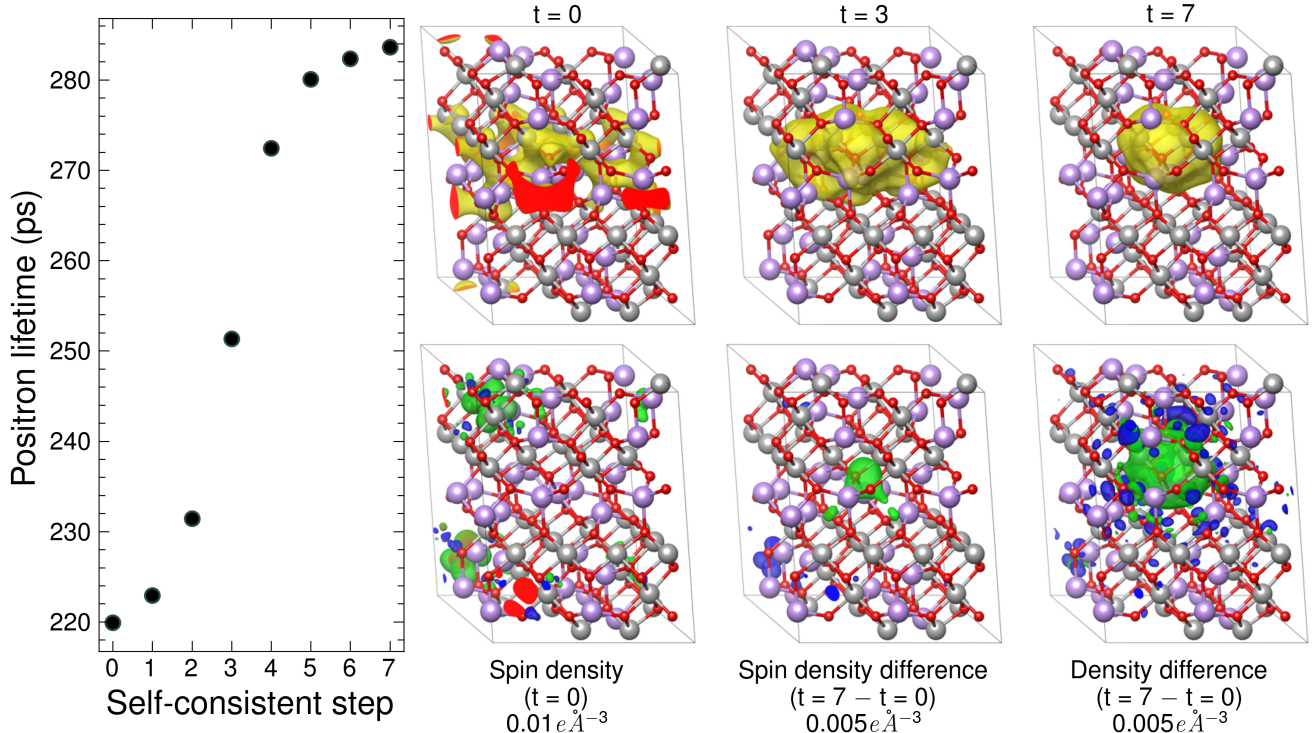 t = 0
t = 3
t = 7
Positron lifetime (ps)
280
270
260
250
240
230
220
0 1 2 3 4 5 6 7
Self-consistent step
Spin density
(t = 0)
0.01eÅ⁻³
Spin density difference
(t = 7 − t = 0)
0.005eÅ⁻³
Density difference
(t = 7 − t = 0)
0.005eÅ⁻³